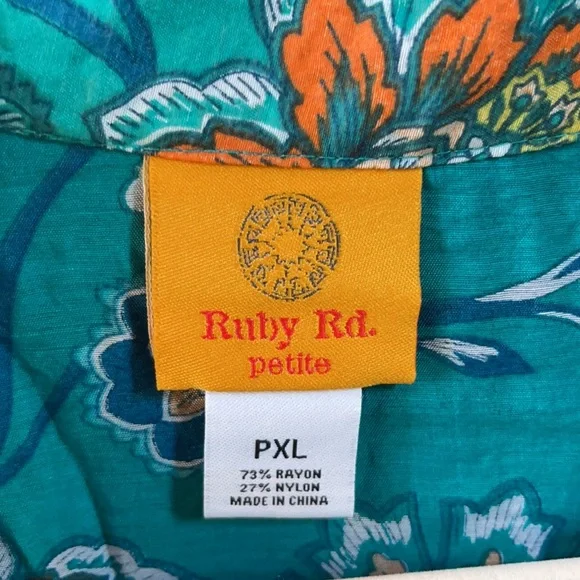 Ruby Rd.
petite
PXL
73% RAYON
27% NYLON
MADE IN CHINA